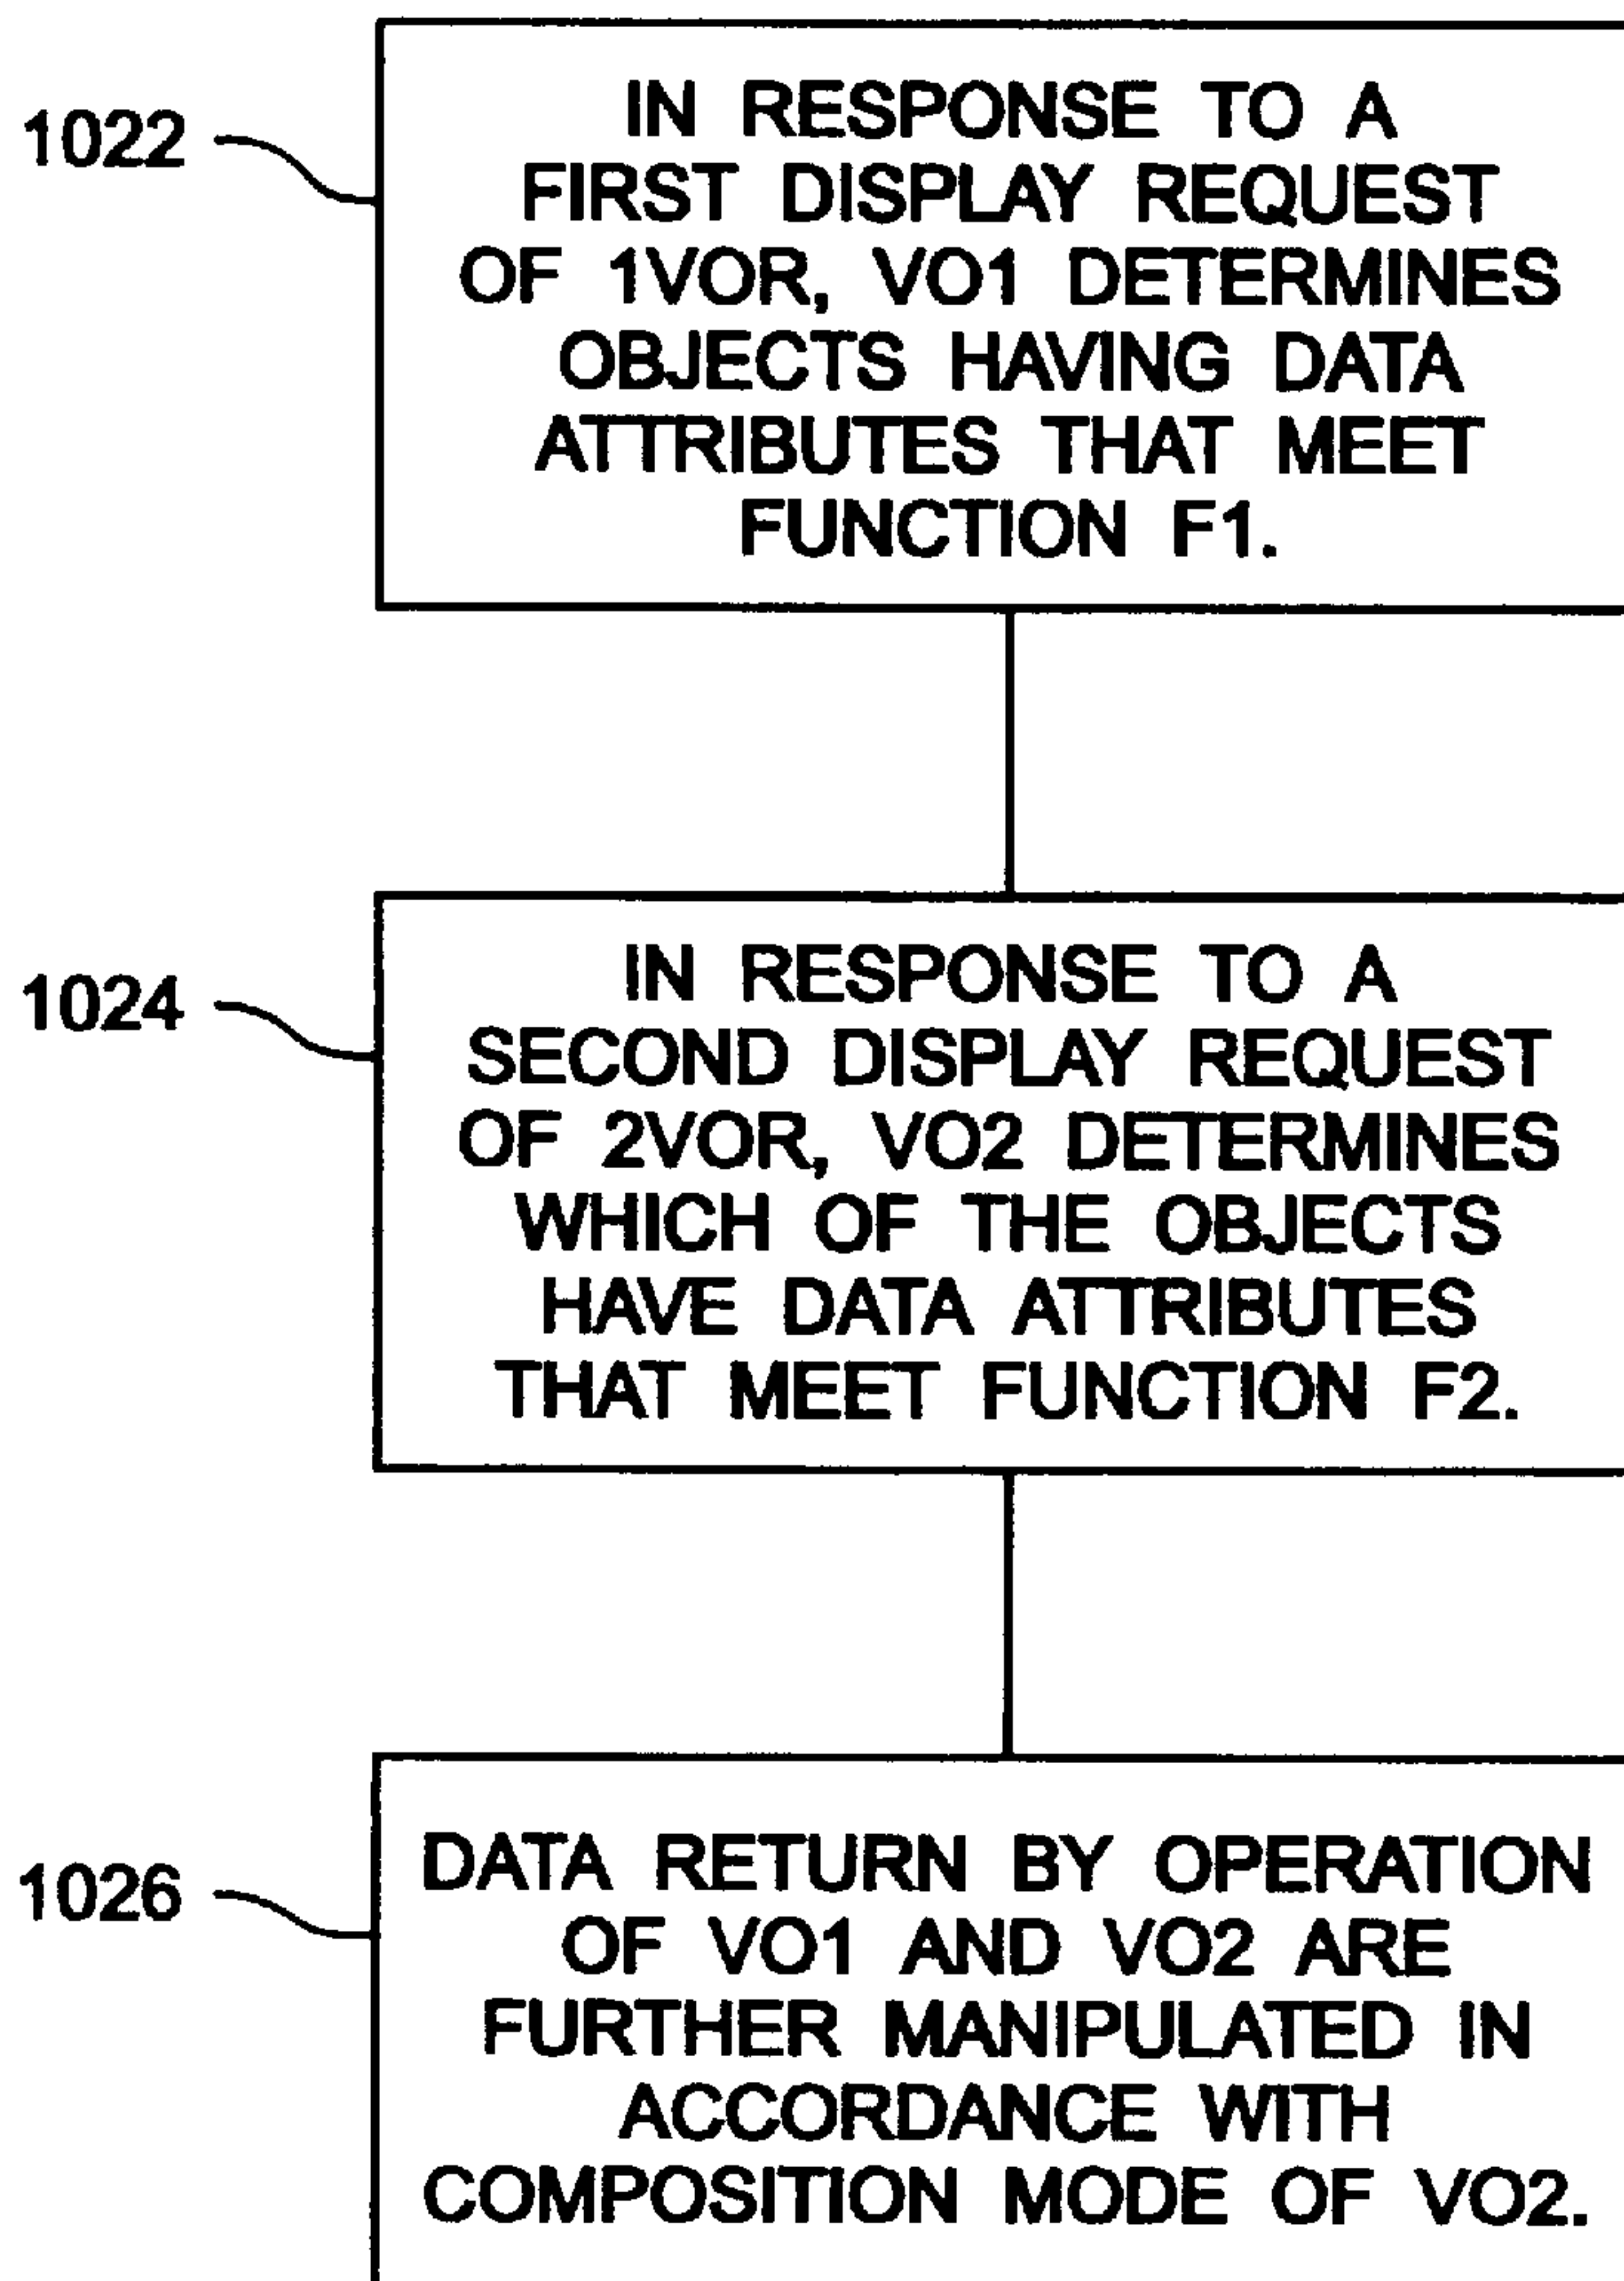 1022
IN RESPONSE TO A
FIRST DISPLAY REQUEST
OF 1VOR, VO1 DETERMINES
OBJECTS HAVING DATA
ATTRIBUTES THAT MEET
FUNCTION F1.
1024
IN RESPONSE TO A
SECOND DISPLAY REQUEST
OF 2VOR, VO2 DETERMINES
WHICH OF THE OBJECTS
HAVE DATA ATTRIBUTES
THAT MEET FUNCTION F2.
1026
DATA RETURN BY OPERATION
OF VO1 AND VO2 ARE
FURTHER MANIPULATED IN
ACCORDANCE WITH
COMPOSITION MODE OF VO2.